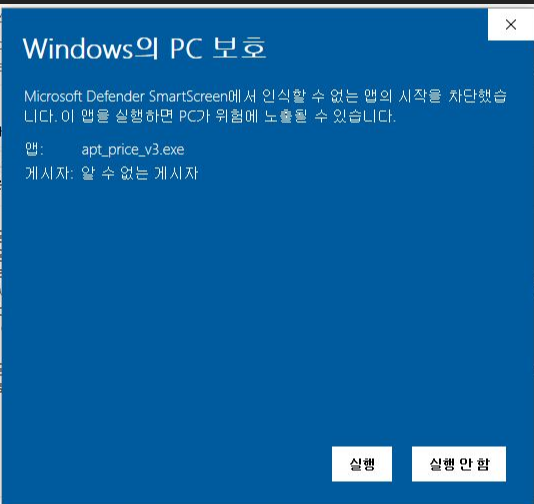 Windows의 PC 보호
Microsoft Defender SmartScreen에서 인식할 수 없는 앱의 시작을 차단했습
니다. 이 앱을 실행하면 PC가 위험에 노출될 수 있습니다.
앱: apt_price_v3.exe
게시자: 알 수 없는 게시자
실행
실행 안 함